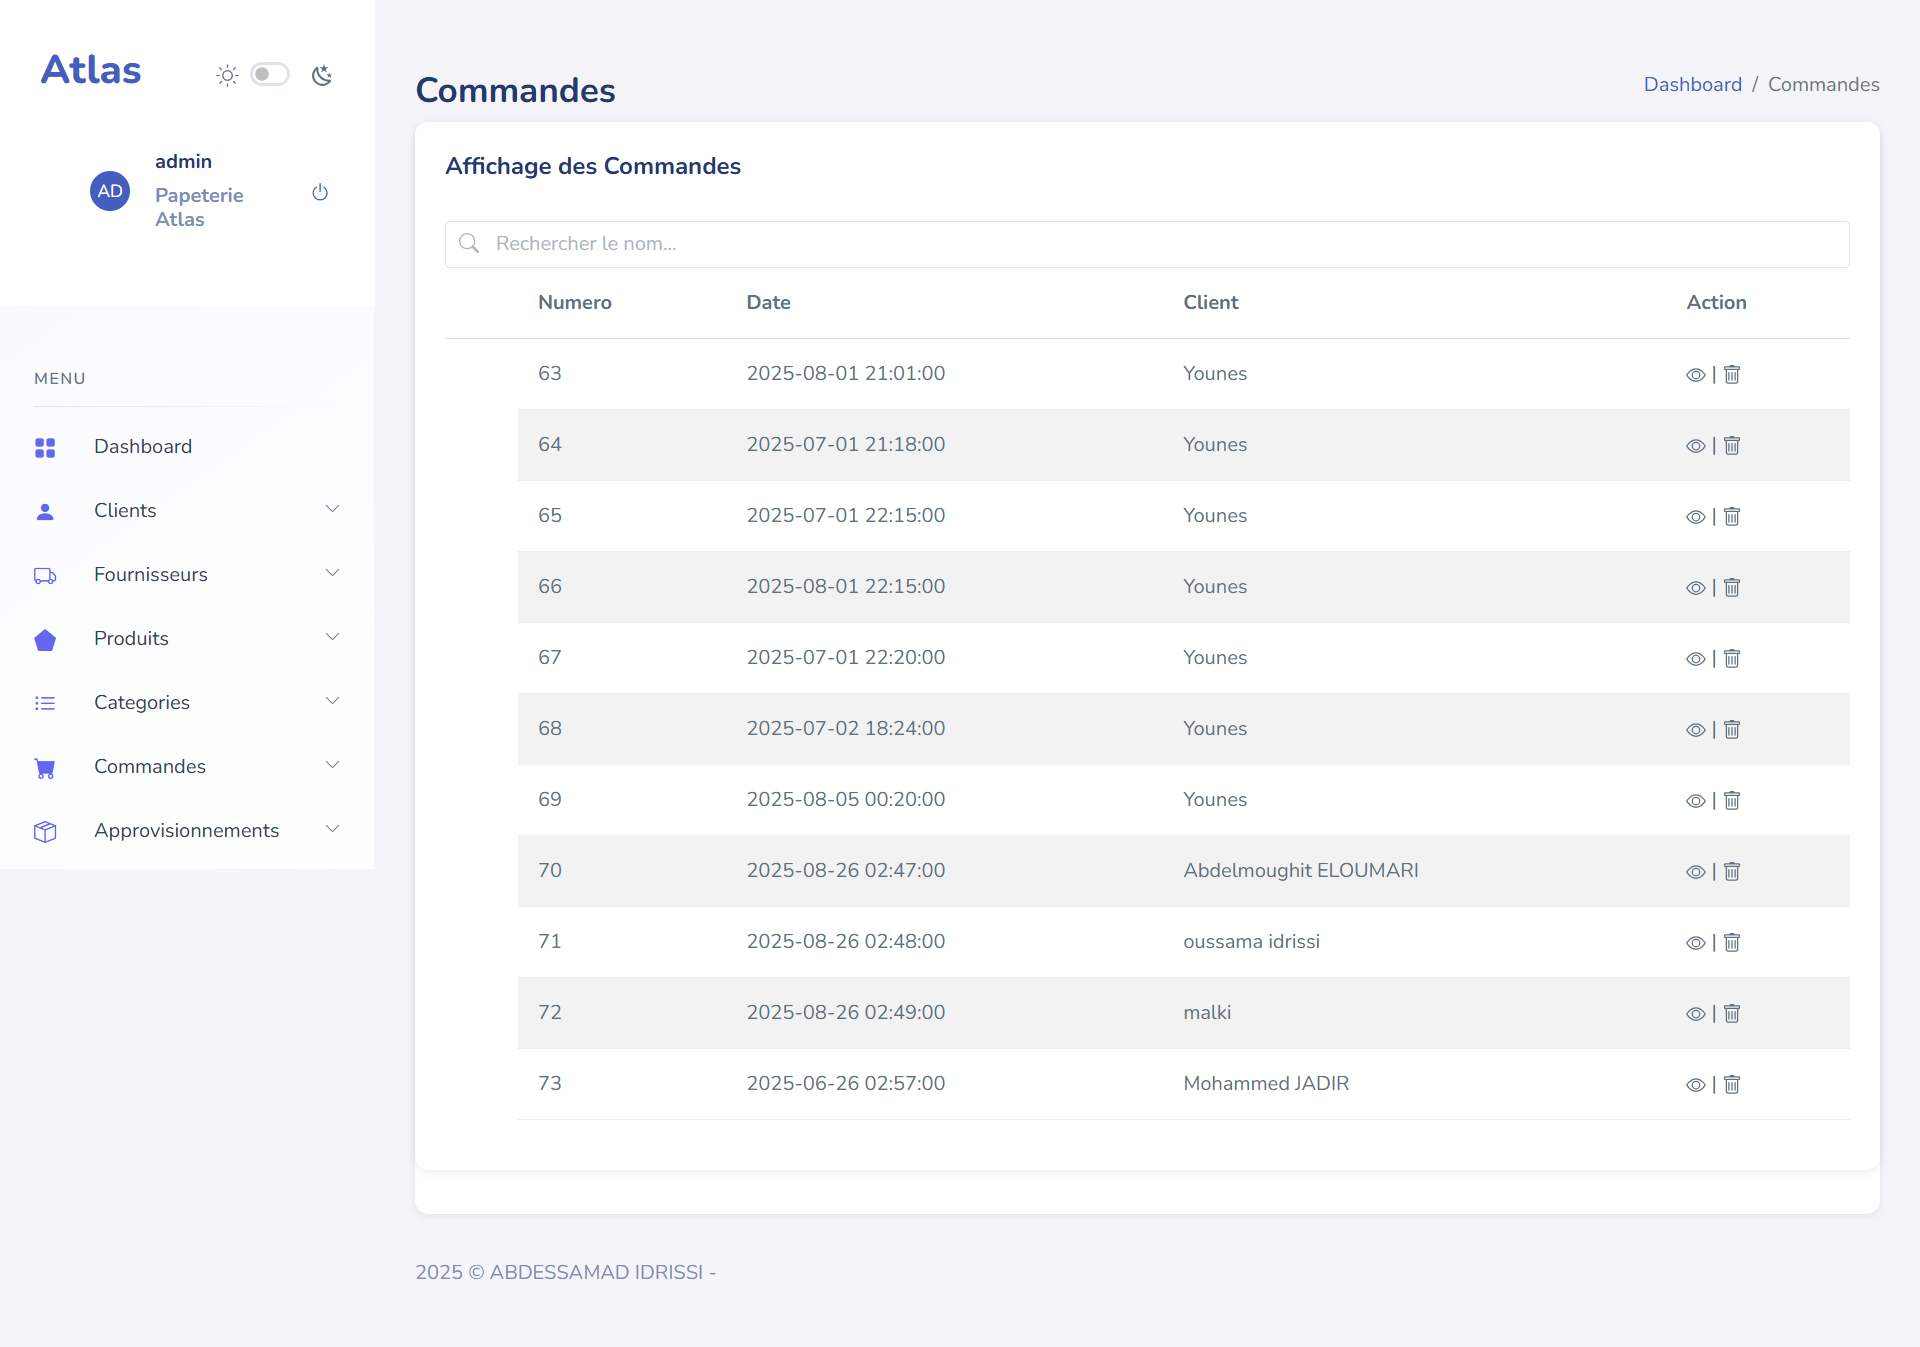 Atlas
AD
admin
Papeterie
Atlas
MENU
Dashboard
Clients
Fournisseurs
Produits
Categories
Commandes
Approvisionnements
Commandes
Dashboard / Commandes
Affichage des Commandes
Rechercher le nom...
Numero Date Client Action
63 2025-08-01 21:01:00 Younes |
64 2025-07-01 21:18:00 Younes |
65 2025-07-01 22:15:00 Younes |
66 2025-08-01 22:15:00 Younes |
67 2025-07-01 22:20:00 Younes |
68 2025-07-02 18:24:00 Younes |
69 2025-08-05 00:20:00 Younes |
70 2025-08-26 02:47:00 Abdelmoughit ELOUMARI |
71 2025-08-26 02:48:00 oussama idrissi |
72 2025-08-26 02:49:00 malki |
73 2025-06-26 02:57:00 Mohammed JADIR |
2025 © ABDESSAMAD IDRISSI -